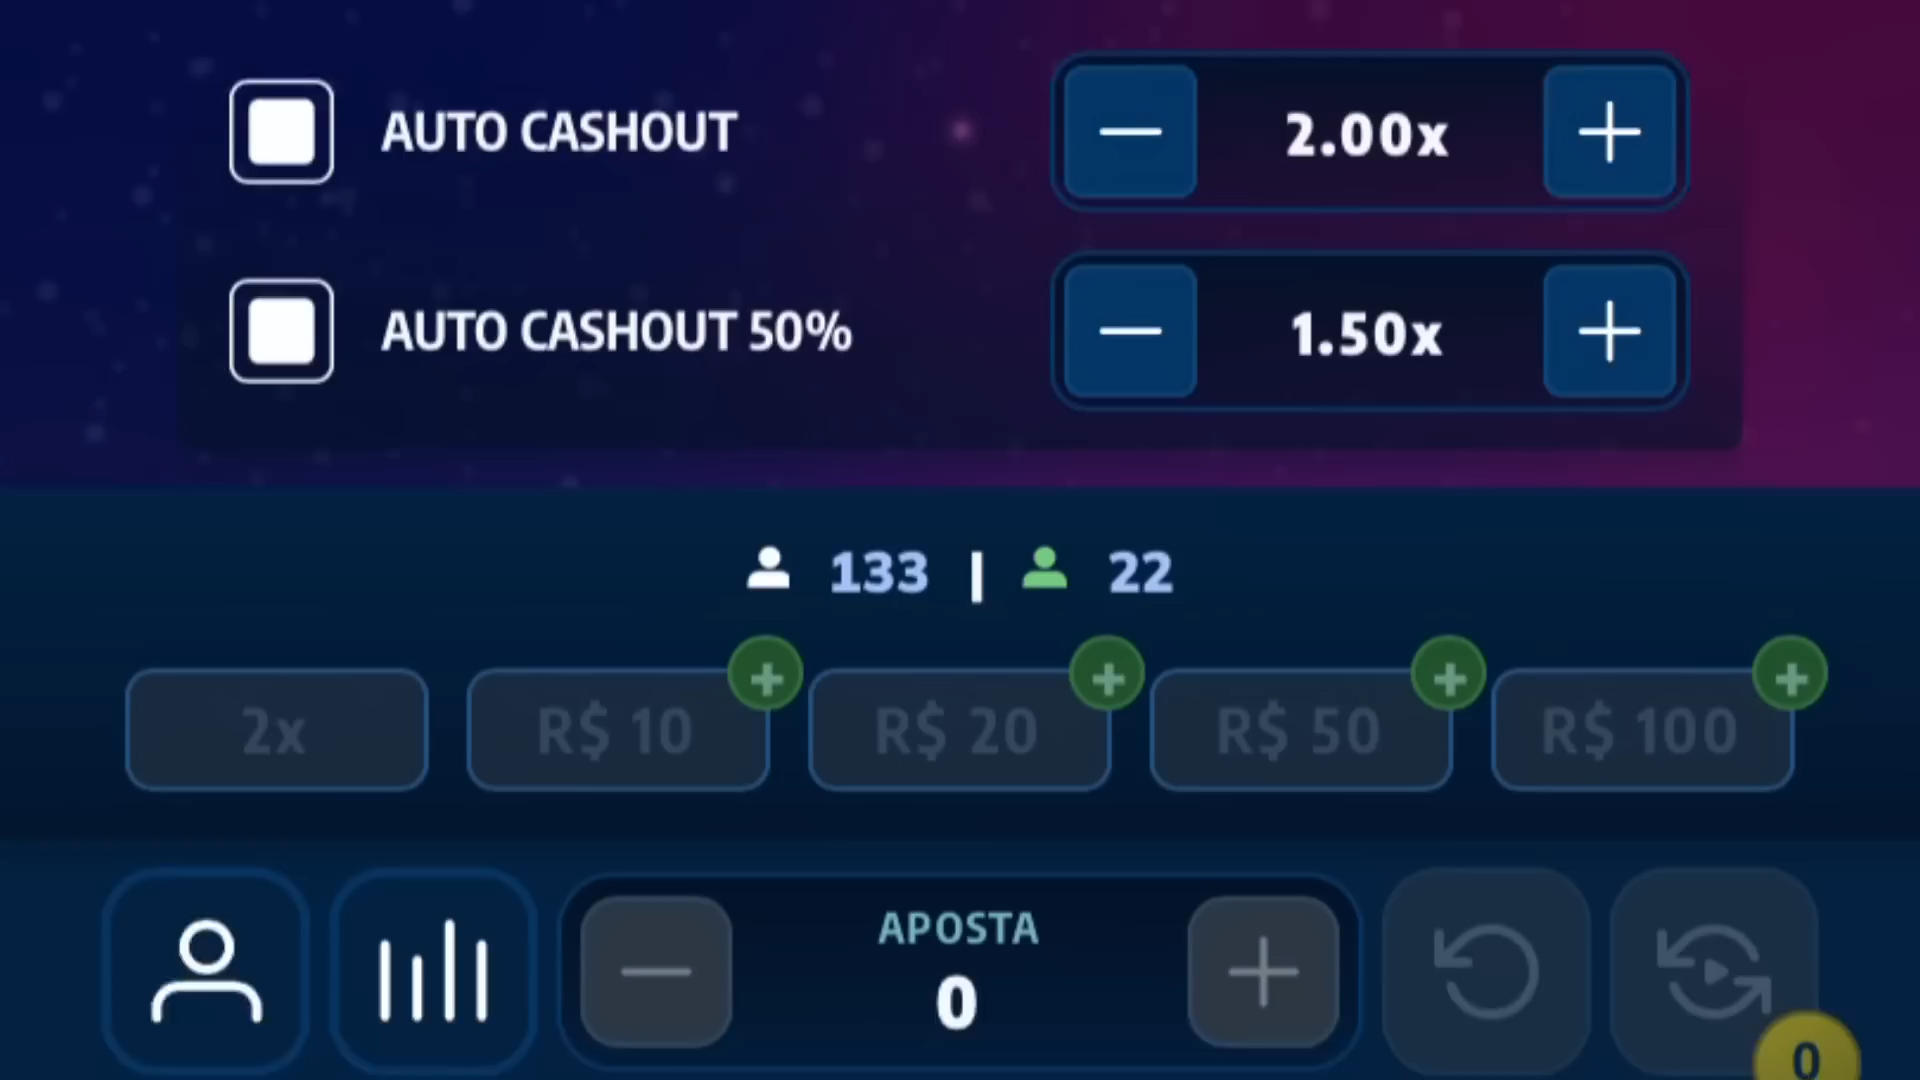 AUTO CASHOUT 2.00x
AUTO CASHOUT 50% 1.50x
133 | 22
2x R$ 10 R$ 20 R$ 50 R$ 100
APOSTA
0
0